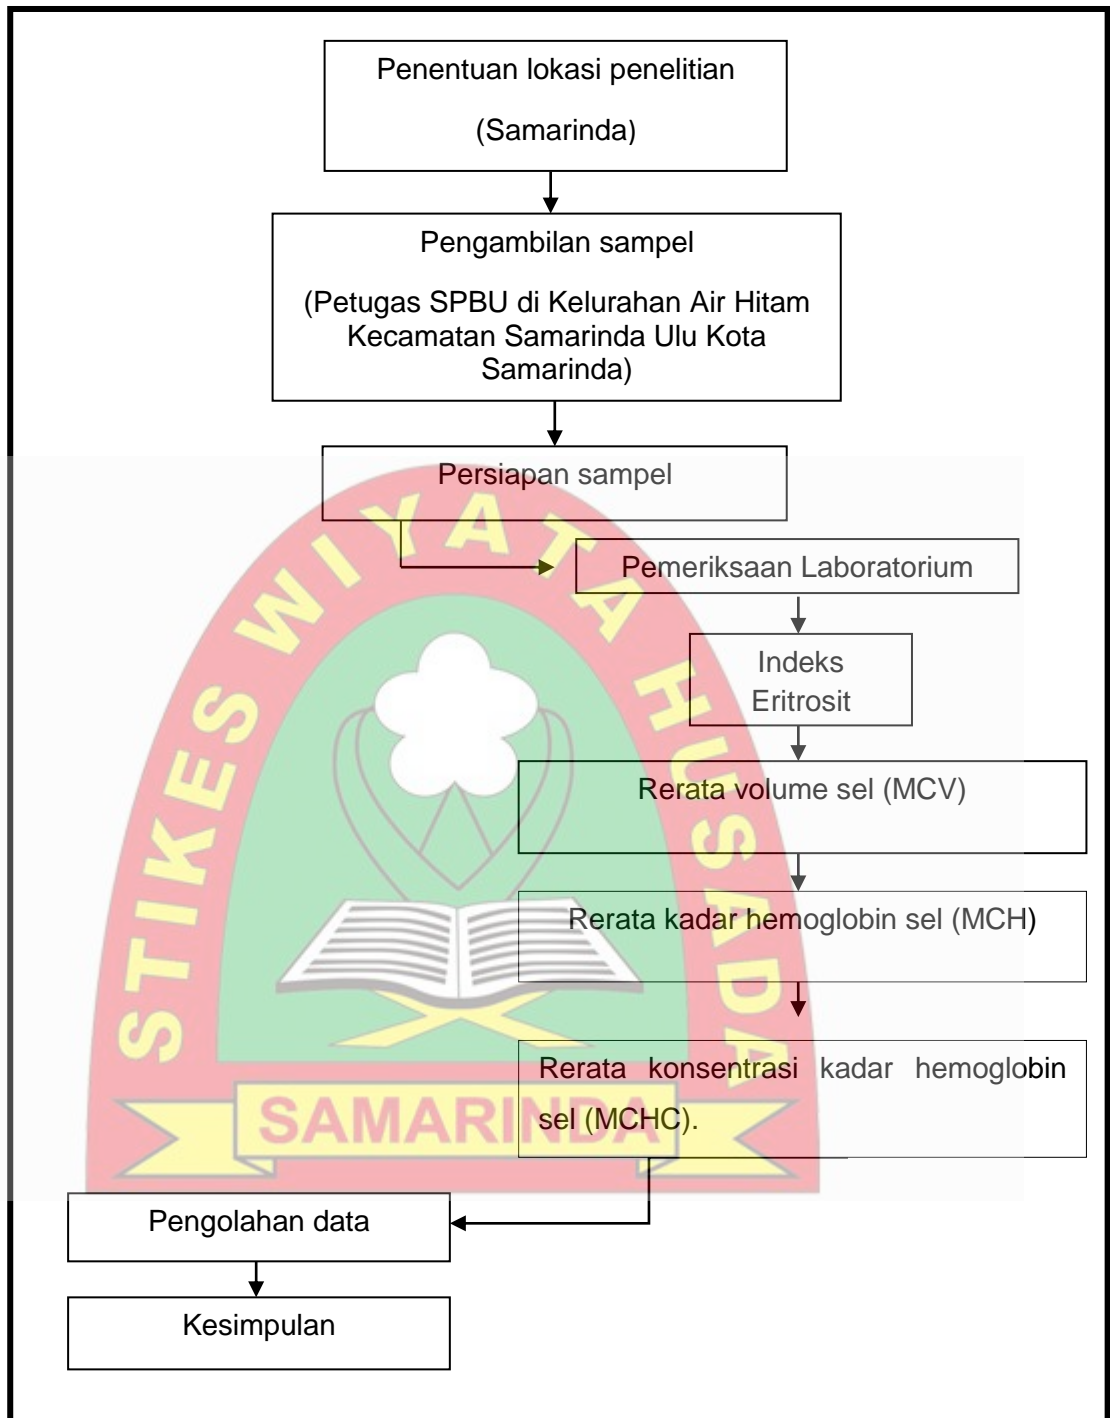 Penentuan lokasi penelitian
(Samarinda)
Pengambilan sampel
(Petugas SPBU di Kelurahan Air Hitam
Kecamatan Samarinda Ulu Kota
Samarinda)
Persiapan sampel
Pemeriksaan Laboratorium
Indeks
Eritrosit
Rerata volume sel (MCV)
Rerata kadar hemoglobin sel (MCH)
Rerata konsentrasi kadar hemoglobin
sel (MCHC).
Pengolahan data
Kesimpulan
STIKES WIYATA HUSADA
SAMARINDA